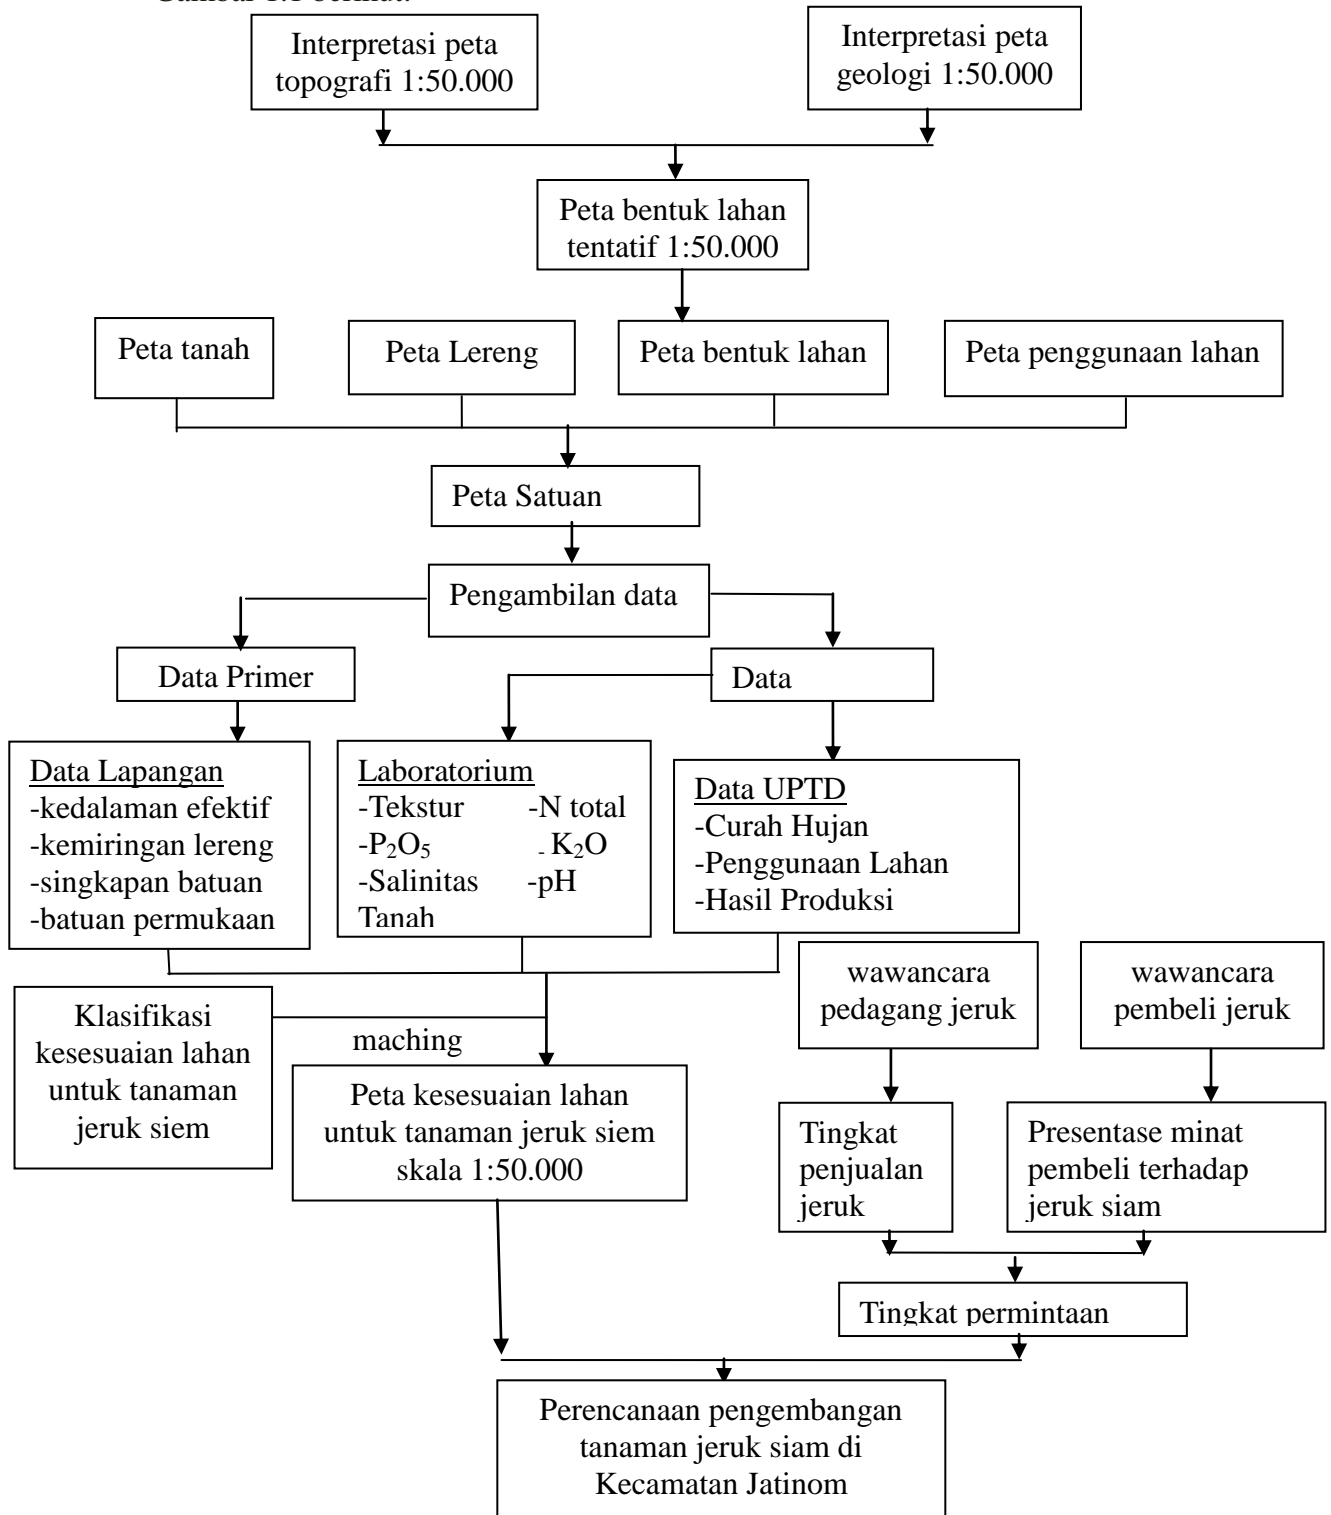 Gambar 1.1 berikut:
Interpretasi peta
topografi 1:50.000
Interpretasi peta
geologi 1:50.000
Peta bentuk lahan
tentatif 1:50.000
Peta tanah
Peta Lereng
Peta bentuk lahan
Peta penggunaan lahan
Peta Satuan
Pengambilan data
Data Primer
Data
Data Lapangan
-kedalaman efektif
-kemiringan lereng
-singkapan batuan
-batuan permukaan
Laboratorium
-Tekstur -N total
-P₂O₅ - K₂O
-Salinitas -pH
Tanah
Data UPTD
-Curah Hujan
-Penggunaan Lahan
-Hasil Produksi
wawancara
pedagang jeruk
wawancara
pembeli jeruk
Klasifikasi
kesesuaian lahan
untuk tanaman
jeruk siem
maching
Peta kesesuaian lahan
untuk tanaman jeruk siem
skala 1:50.000
Tingkat
penjualan
jeruk
Presentase minat
pembeli terhadap
jeruk siam
Tingkat permintaan
Perencanaan pengembangan
tanaman jeruk siam di
Kecamatan Jatinom